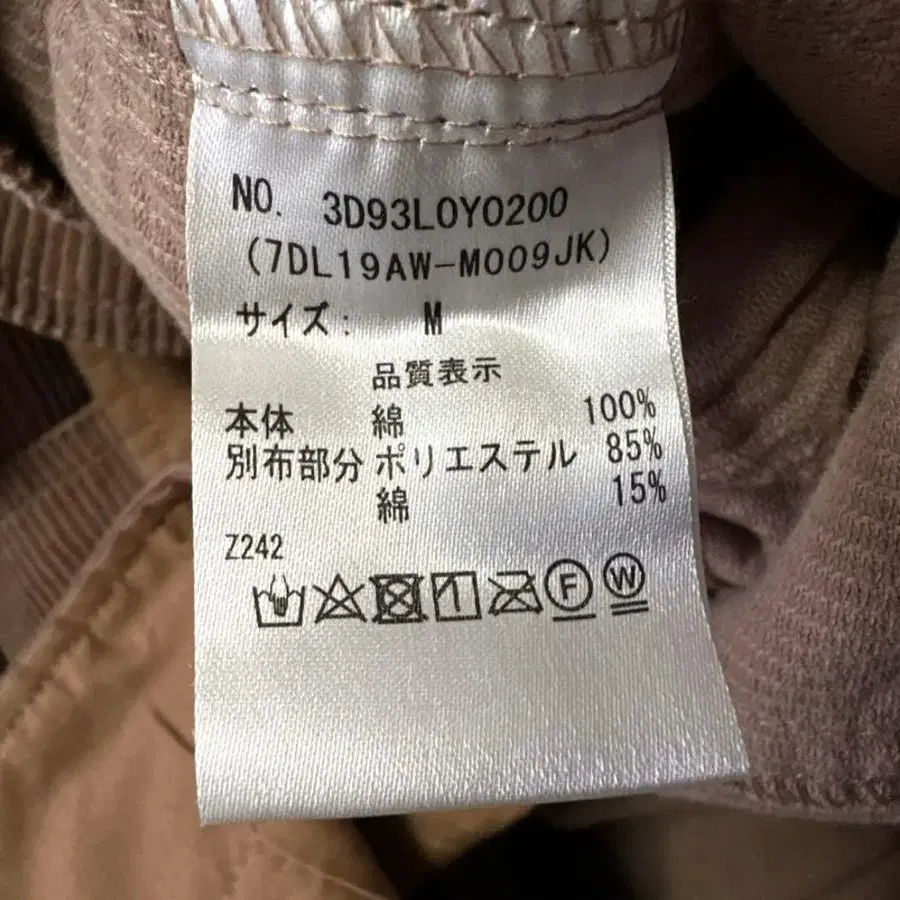 NO. 3D93L0Y0200
(7DL19AW-M009JK)
サイズ: M
品質表示
本体 綿 100%
別布部分 ポリエステル 85%
綿 15%
Z242
F W